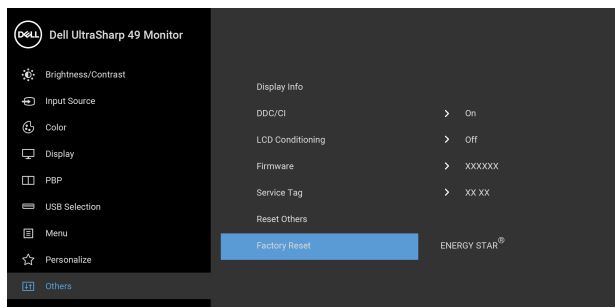 DELL Dell UltraSharp 49 Monitor
Brightness/Contrast
Input Source
Color
Display
PBP
USB Selection
Menu
Personalize
Others
Display Info
DDC/CI > On
LCD Conditioning > Off
Firmware > XXXXXX
Service Tag > XX XX
Reset Others
Factory Reset ENERGY STAR®